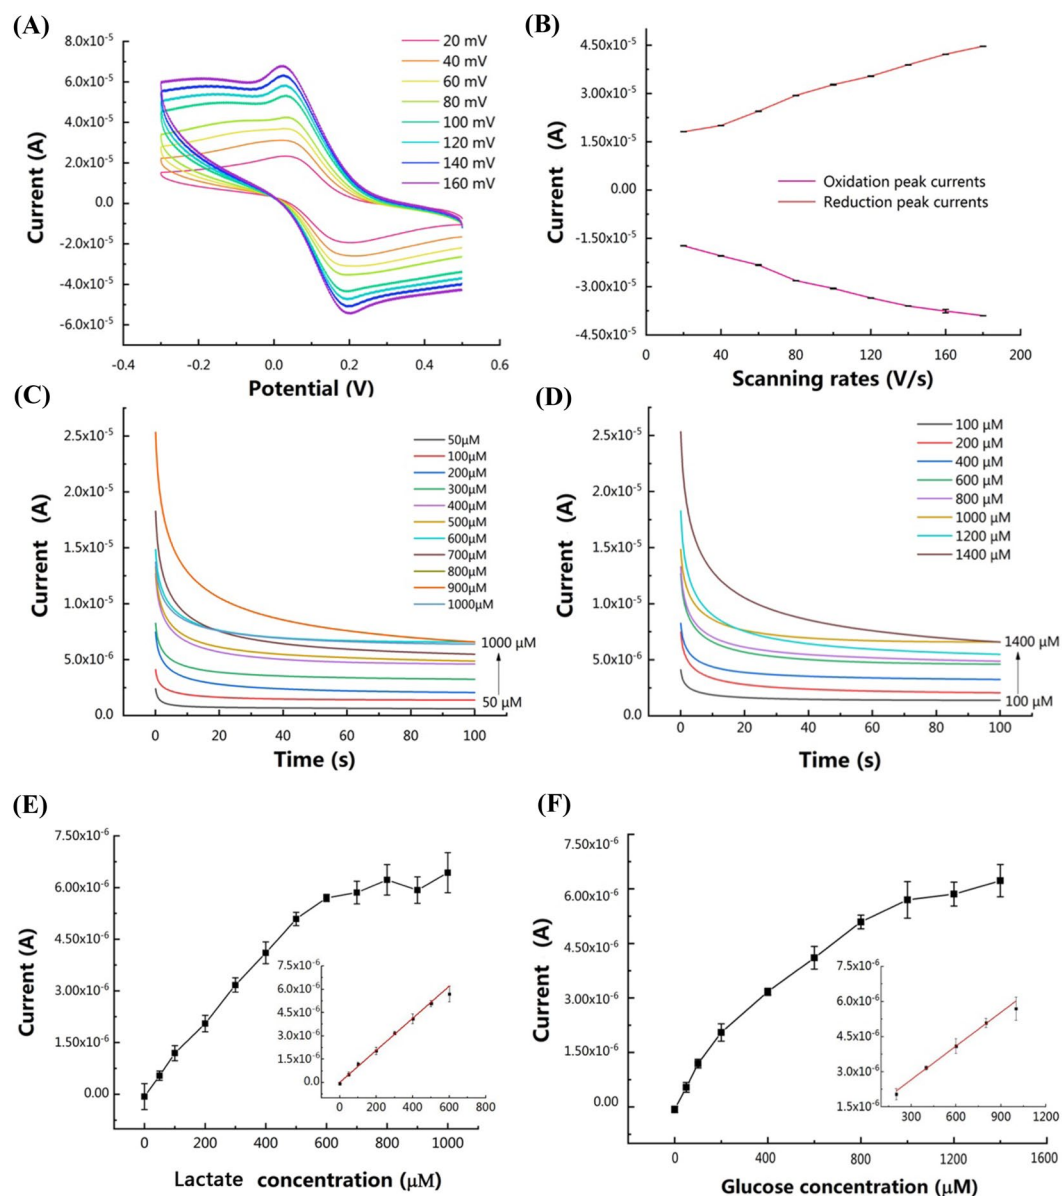 (A)
8.0x10⁻⁵
6.0x10⁻⁵
4.0x10⁻⁵
2.0x10⁻⁵
0.0
-2.0x10⁻⁵
-4.0x10⁻⁵
-6.0x10⁻⁵
Current (A)
-0.4
-0.2
0.0
0.2
0.4
0.6
Potential (V)
20 mV
40 mV
60 mV
80 mV
100 mV
120 mV
140 mV
160 mV
(B)
4.50x10⁻⁵
3.00x10⁻⁵
1.50x10⁻⁵
0.00
-1.50x10⁻⁵
-3.00x10⁻⁵
-4.50x10⁻⁵
Current (A)
0
40
80
120
160
200
Scanning rates (V/s)
Oxidation peak currents
Reduction peak currents
(C)
2.5x10⁻⁵
2.0x10⁻⁵
1.5x10⁻⁵
1.0x10⁻⁵
5.0x10⁻⁶
0.0
Current (A)
0
20
40
60
80
100
Time (s)
50μM
100μM
200μM
300μM
400μM
500μM
600μM
700μM
800μM
900μM
1000μM
1000 μM
50 μM
(D)
2.5x10⁻⁵
2.0x10⁻⁵
1.5x10⁻⁵
1.0x10⁻⁵
5.0x10⁻⁶
0.0
Current (A)
0
20
40
60
80
100
Time (s)
100 μM
200 μM
400 μM
600 μM
800 μM
1000 μM
1200 μM
1400 μM
1400 μM
100 μM
(E)
7.50x10⁻⁶
6.00x10⁻⁶
4.50x10⁻⁶
3.00x10⁻⁶
1.50x10⁻⁶
0.00
Current (A)
0
200
400
600
800
1000
Lactate concentration (μM)
7.5x10⁻⁶
6.0x10⁻⁶
4.5x10⁻⁶
3.0x10⁻⁶
1.5x10⁻⁶
0.0
0
200
400
600
800
(F)
7.50x10⁻⁶
6.00x10⁻⁶
4.50x10⁻⁶
3.00x10⁻⁶
1.50x10⁻⁶
0.00
Current (A)
0
400
800
1200
1600
Glucose concentration (μM)
7.5x10⁻⁶
6.0x10⁻⁶
4.5x10⁻⁶
3.0x10⁻⁶
1.5x10⁻⁶
300
600
900
1200